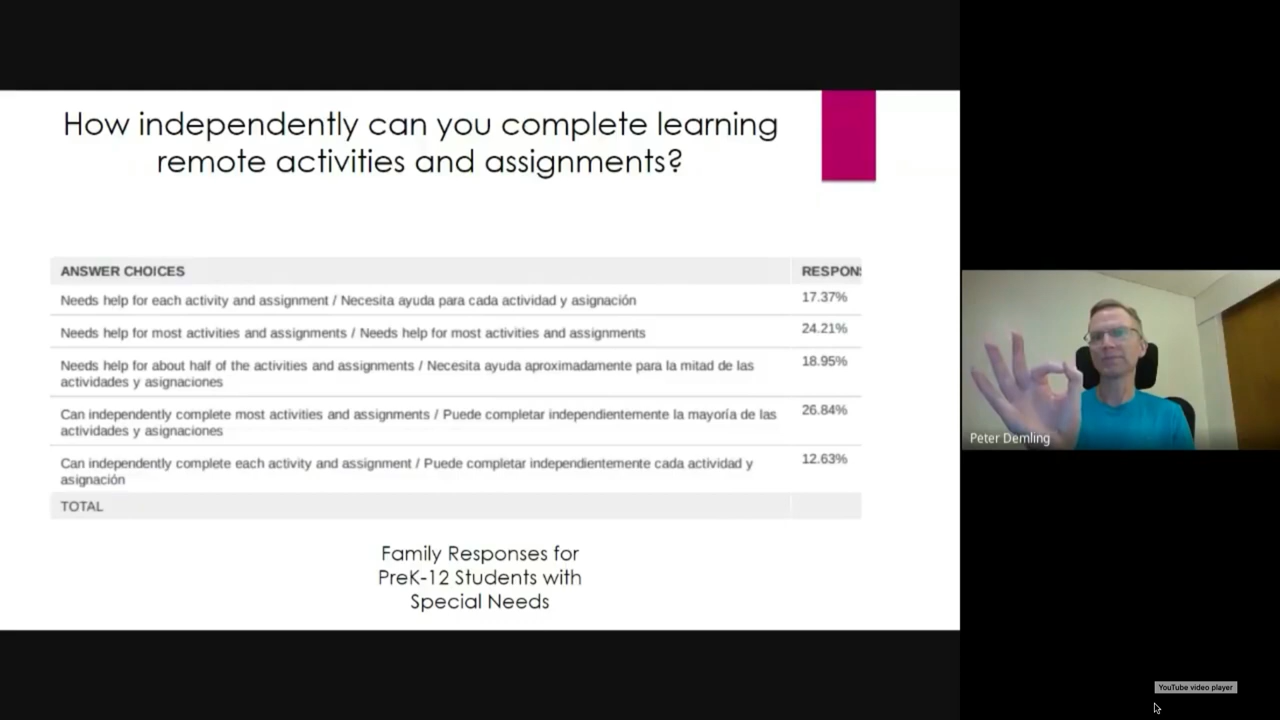 How independently can you complete learning
remote activities and assignments?
ANSWER CHOICES RESPON
Needs help for each activity and assignment / Necesita ayuda para cada actividad y asignación 17.37%
Needs help for most activities and assignments / Needs help for most activities and assignments 24.21%
Needs help for about half of the activities and assignments / Necesita ayuda aproximadamente para la mitad de las 18.95%
actividades y asignaciones
Can independently complete most activities and assignments / Puede completar independientemente la mayoría de las 26.84%
actividades y asignaciones
Can independently complete each activity and assignment / Puede completar independientemente cada actividad y 12.63%
asignación
TOTAL
Family Responses for
PreK-12 Students with
Special Needs
Peter Demling
YouTube video player